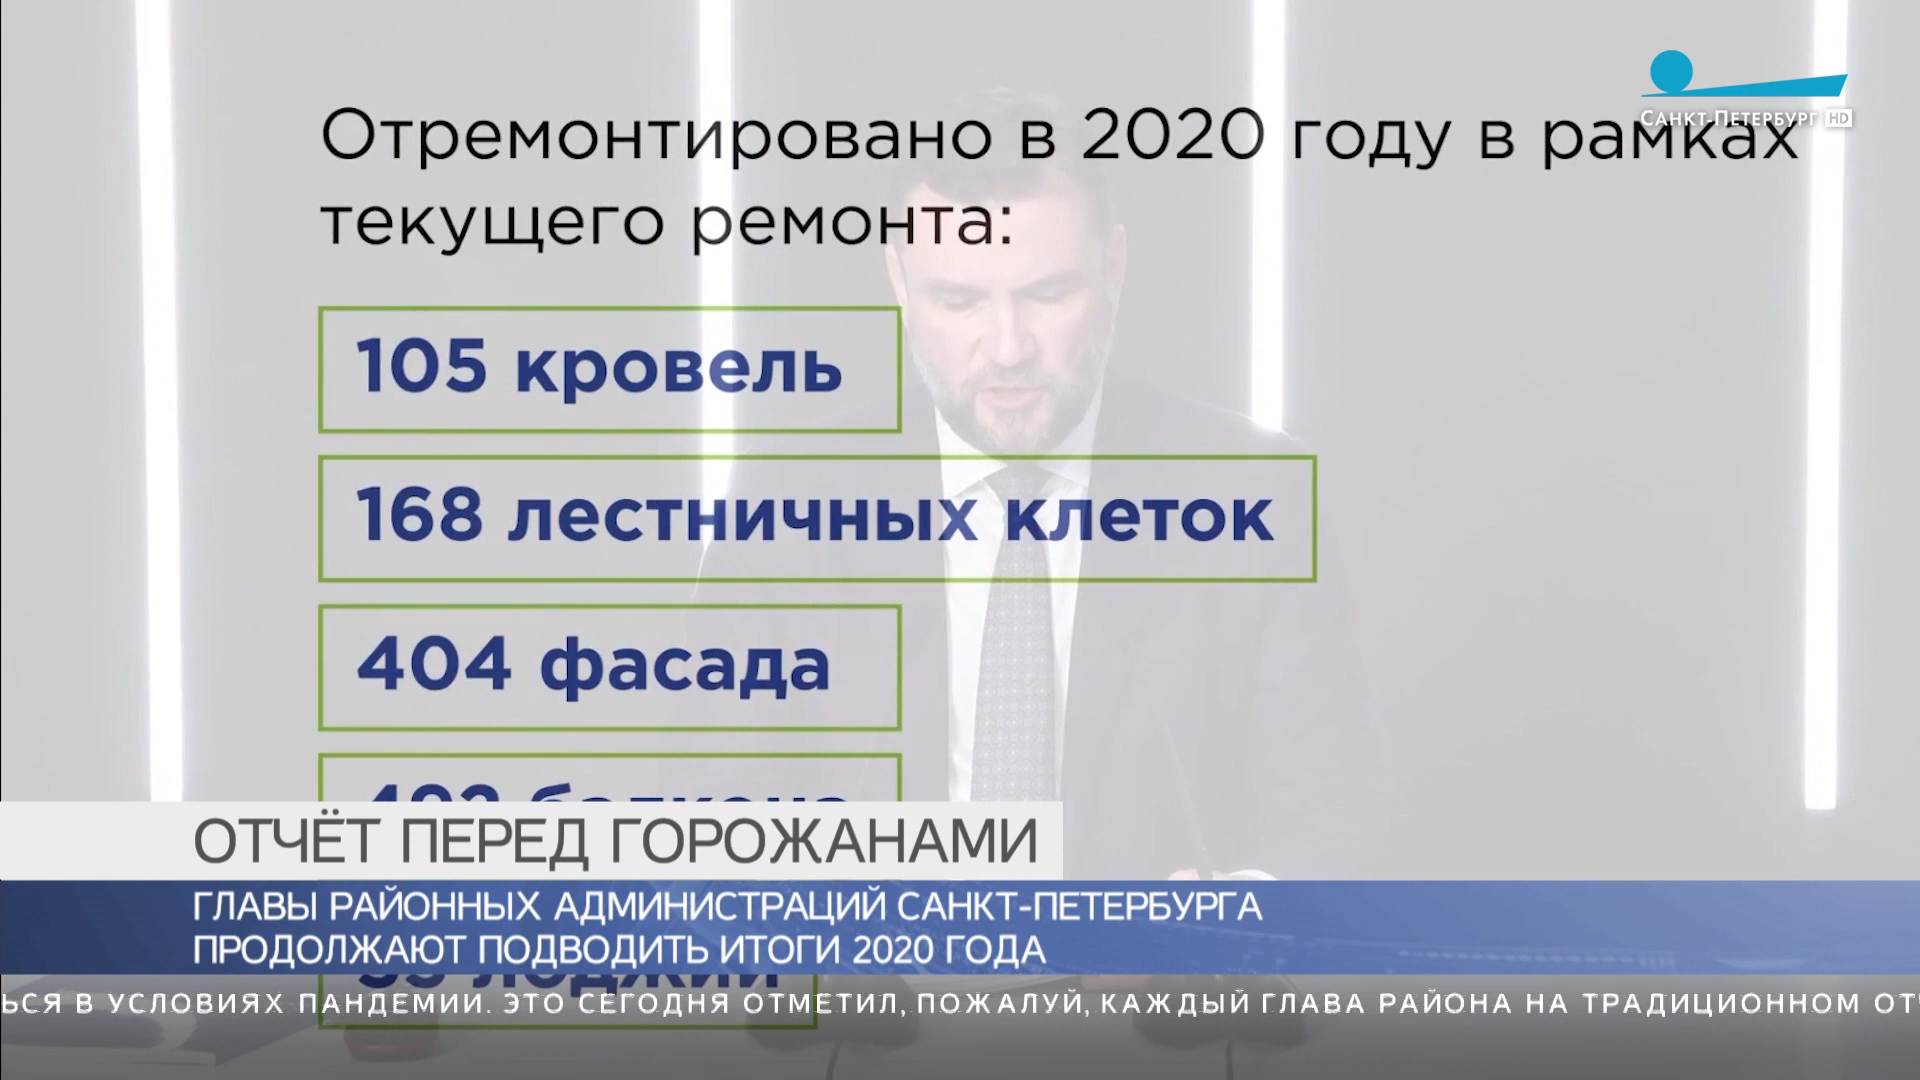 Санкт-Петербург HD
Отремонтировано в 2020 году в рамках
текущего ремонта:
105 кровель
168 лестничных клеток
404 фасада
ОТЧЁТ ПЕРЕД ГОРОЖАНАМИ
ГЛАВЫ РАЙОННЫХ АДМИНИСТРАЦИЙ САНКТ-ПЕТЕРБУРГА
ПРОДОЛЖАЮТ ПОДВОДИТЬ ИТОГИ 2020 ГОДА
ЬСЯ В УСЛОВИЯХ ПАНДЕМИИ. ЭТО СЕГОДНЯ ОТМЕТИЛ, ПОЖАЛУЙ, КАЖДЫЙ ГЛАВА РАЙОНА НА ТРАДИЦИОННОМ ОТ